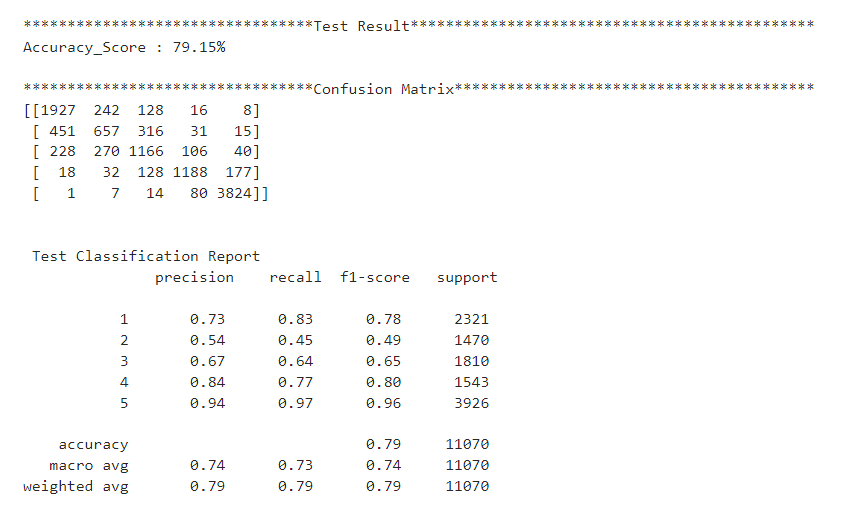 *********************************Test Result**********************************************
Accuracy_Score : 79.15%
*********************************Confusion Matrix*****************************************
[[1927  242  128   16    8]
 [ 451  657  316   31   15]
 [ 228  270 1166  106   40]
 [  18   32  128 1188  177]
 [   1    7   14   80 3824]]
 Test Classification Report
               precision    recall  f1-score   support
           1       0.73      0.83      0.78      2321
           2       0.54      0.45      0.49      1470
           3       0.67      0.64      0.65      1810
           4       0.84      0.77      0.80      1543
           5       0.94      0.97      0.96      3926
    accuracy                           0.79     11070
   macro avg       0.74      0.73      0.74     11070
weighted avg       0.79      0.79      0.79     11070